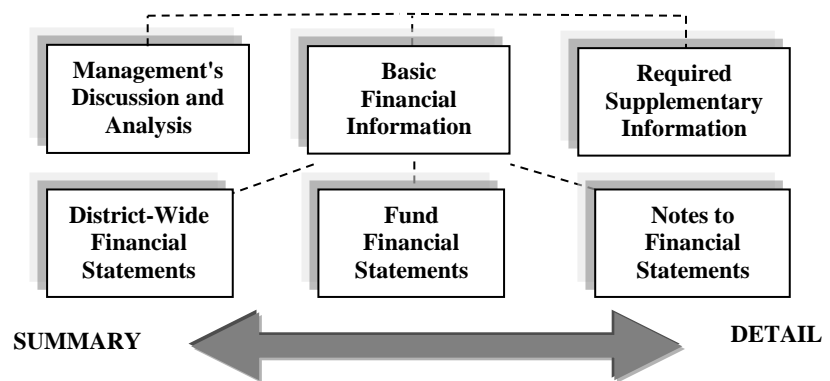 Management's
Discussion and
Analysis
Basic
Financial
Information
Required
Supplementary
Information
District-Wide
Financial
Statements
Fund
Financial
Statements
Notes to
Financial
Statements
SUMMARY
DETAIL